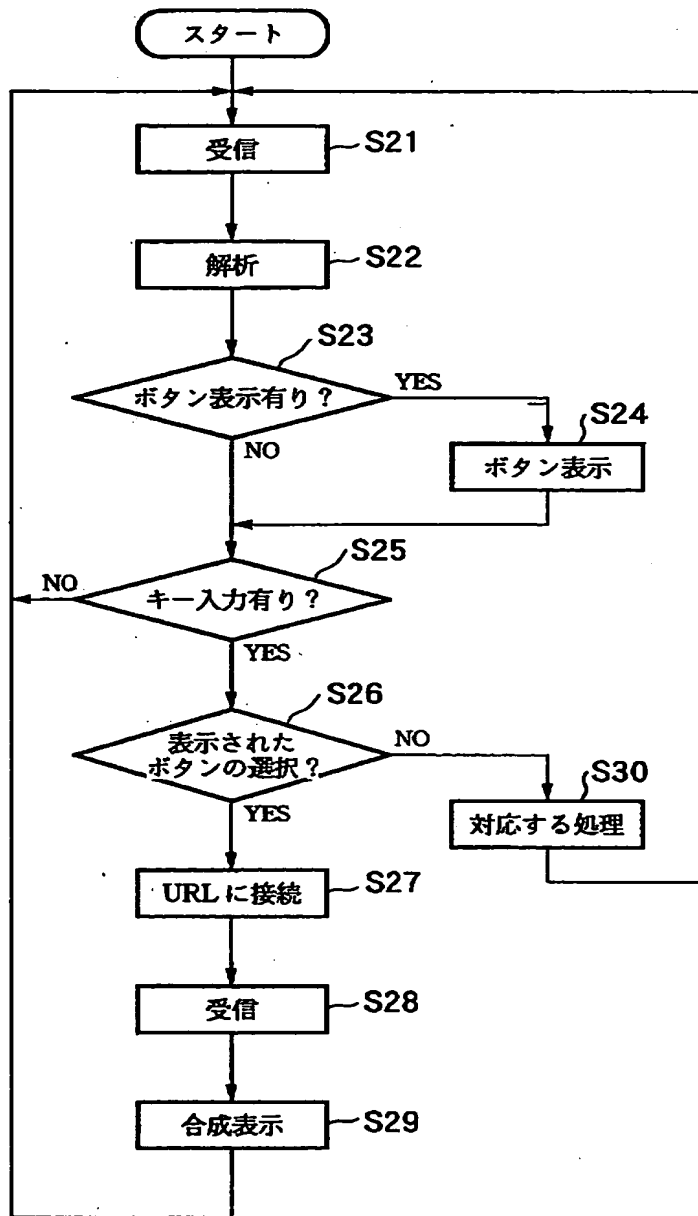 スタート
受信
S21
解析
S22
S23
ボタン表示有り？
YES
NO
S24
ボタン表示
S25
キー入力有り？
NO
YES
S26
表示された
ボタンの選択？
NO
YES
S30
対応する処理
URLに接続
S27
受信
S28
合成表示
S29